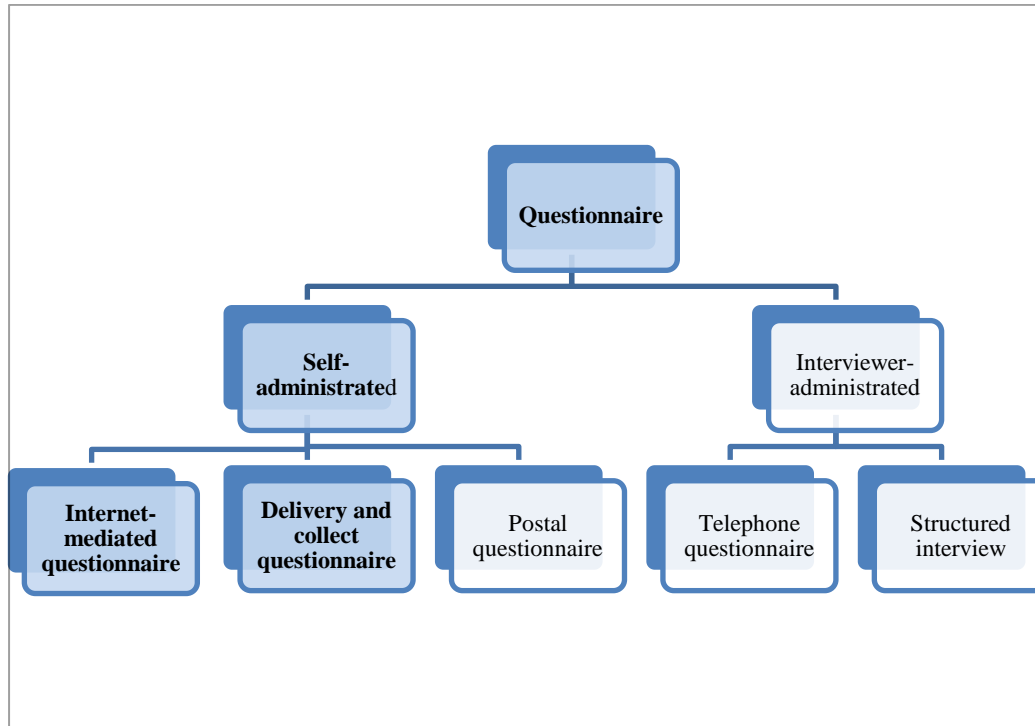 Questionnaire
Self-
administrated
Interviewer-
administrated
Internet-
mediated
questionnaire
Delivery and
collect
questionnaire
Postal
questionnaire
Telephone
questionnaire
Structured
interview